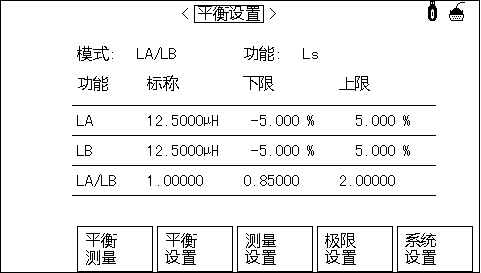 < 平衡设置 >
模式: LA/LB 功能: Ls
功能 标称 下限 上限
LA 12.5000μH -5.000 % 5.000 %
LB 12.5000μH -5.000 % 5.000 %
LA/LB 1.00000 0.85000 2.00000
平衡 平衡 测量 极限 系统
测量 设置 设置 设置 设置